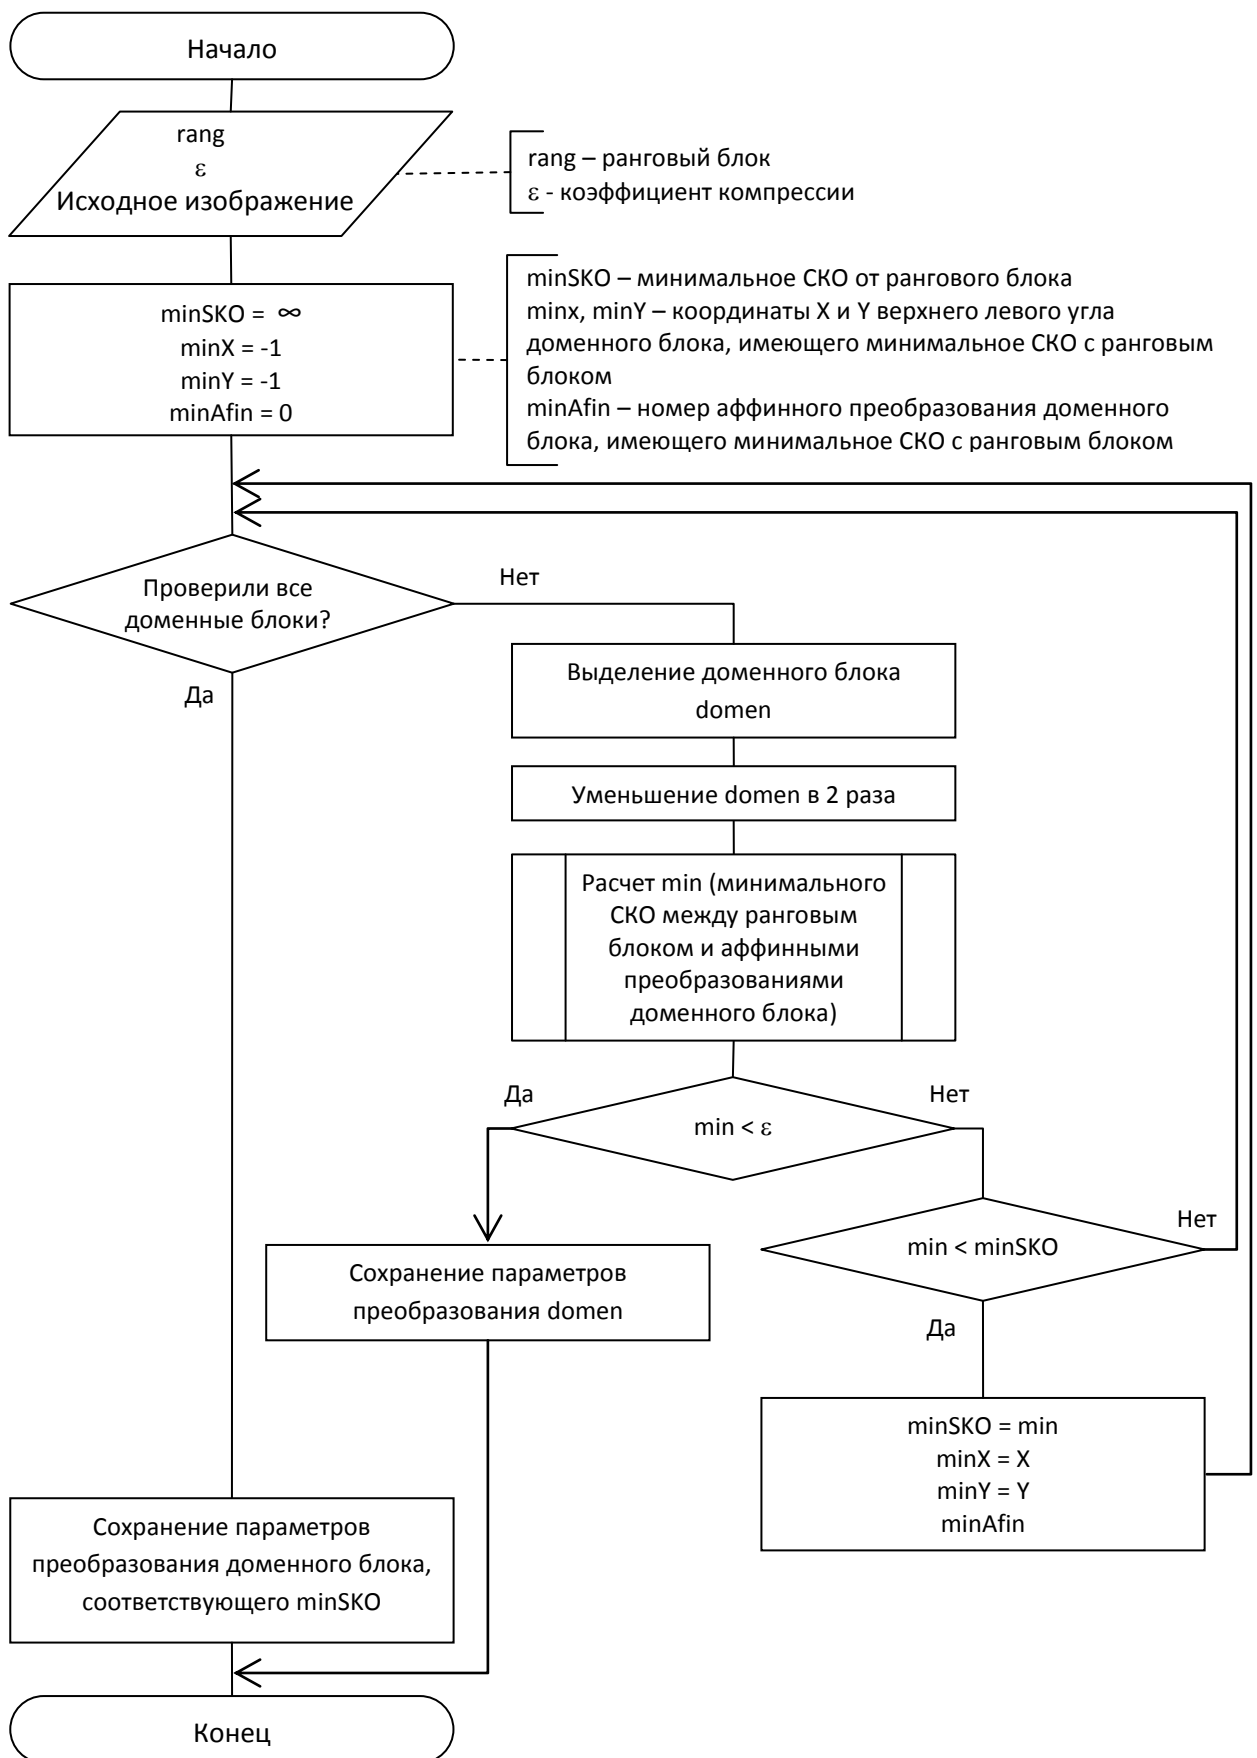 Начало
rang
ε
Исходное изображение
rang – ранговый блок
ε - коэффициент компрессии
minSKO = ∞
minX = -1
minY = -1
minAfin = 0
minSKO – минимальное СКО от рангового блока
minx, minY – координаты X и Y верхнего левого угла
доменного блока, имеющего минимальное СКО с ранговым
блоком
minAfin – номер аффинного преобразования доменного
блока, имеющего минимальное СКО с ранговым блоком
Проверили все
доменные блоки?
Нет
Да
Выделение доменного блока
domen
Уменьшение domen в 2 раза
Расчет min (минимального
СКО между ранговым
блоком и аффинными
преобразованиями
доменного блока)
Да
Нет
min < ε
Нет
min < minSKO
Да
Сохранение параметров
преобразования domen
minSKO = min
minX = X
minY = Y
minAfin
Сохранение параметров
преобразования доменного блока,
соответствующего minSKO
Конец